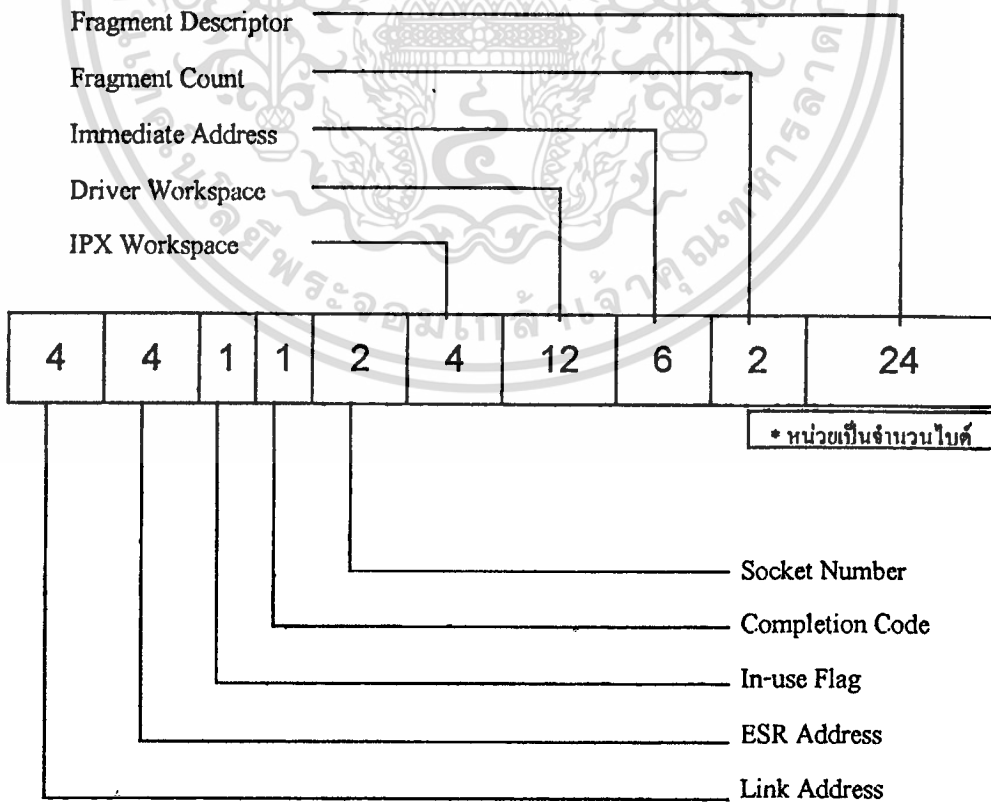 Fragment Descriptor
Fragment Count
Immediate Address
Driver Workspace
IPX Workspace
4 4 1 1 2 4 12 6 2 24
* หน่วยเป็นจำนวนไบต์
Socket Number
Completion Code
In-use Flag
ESR Address
Link Address